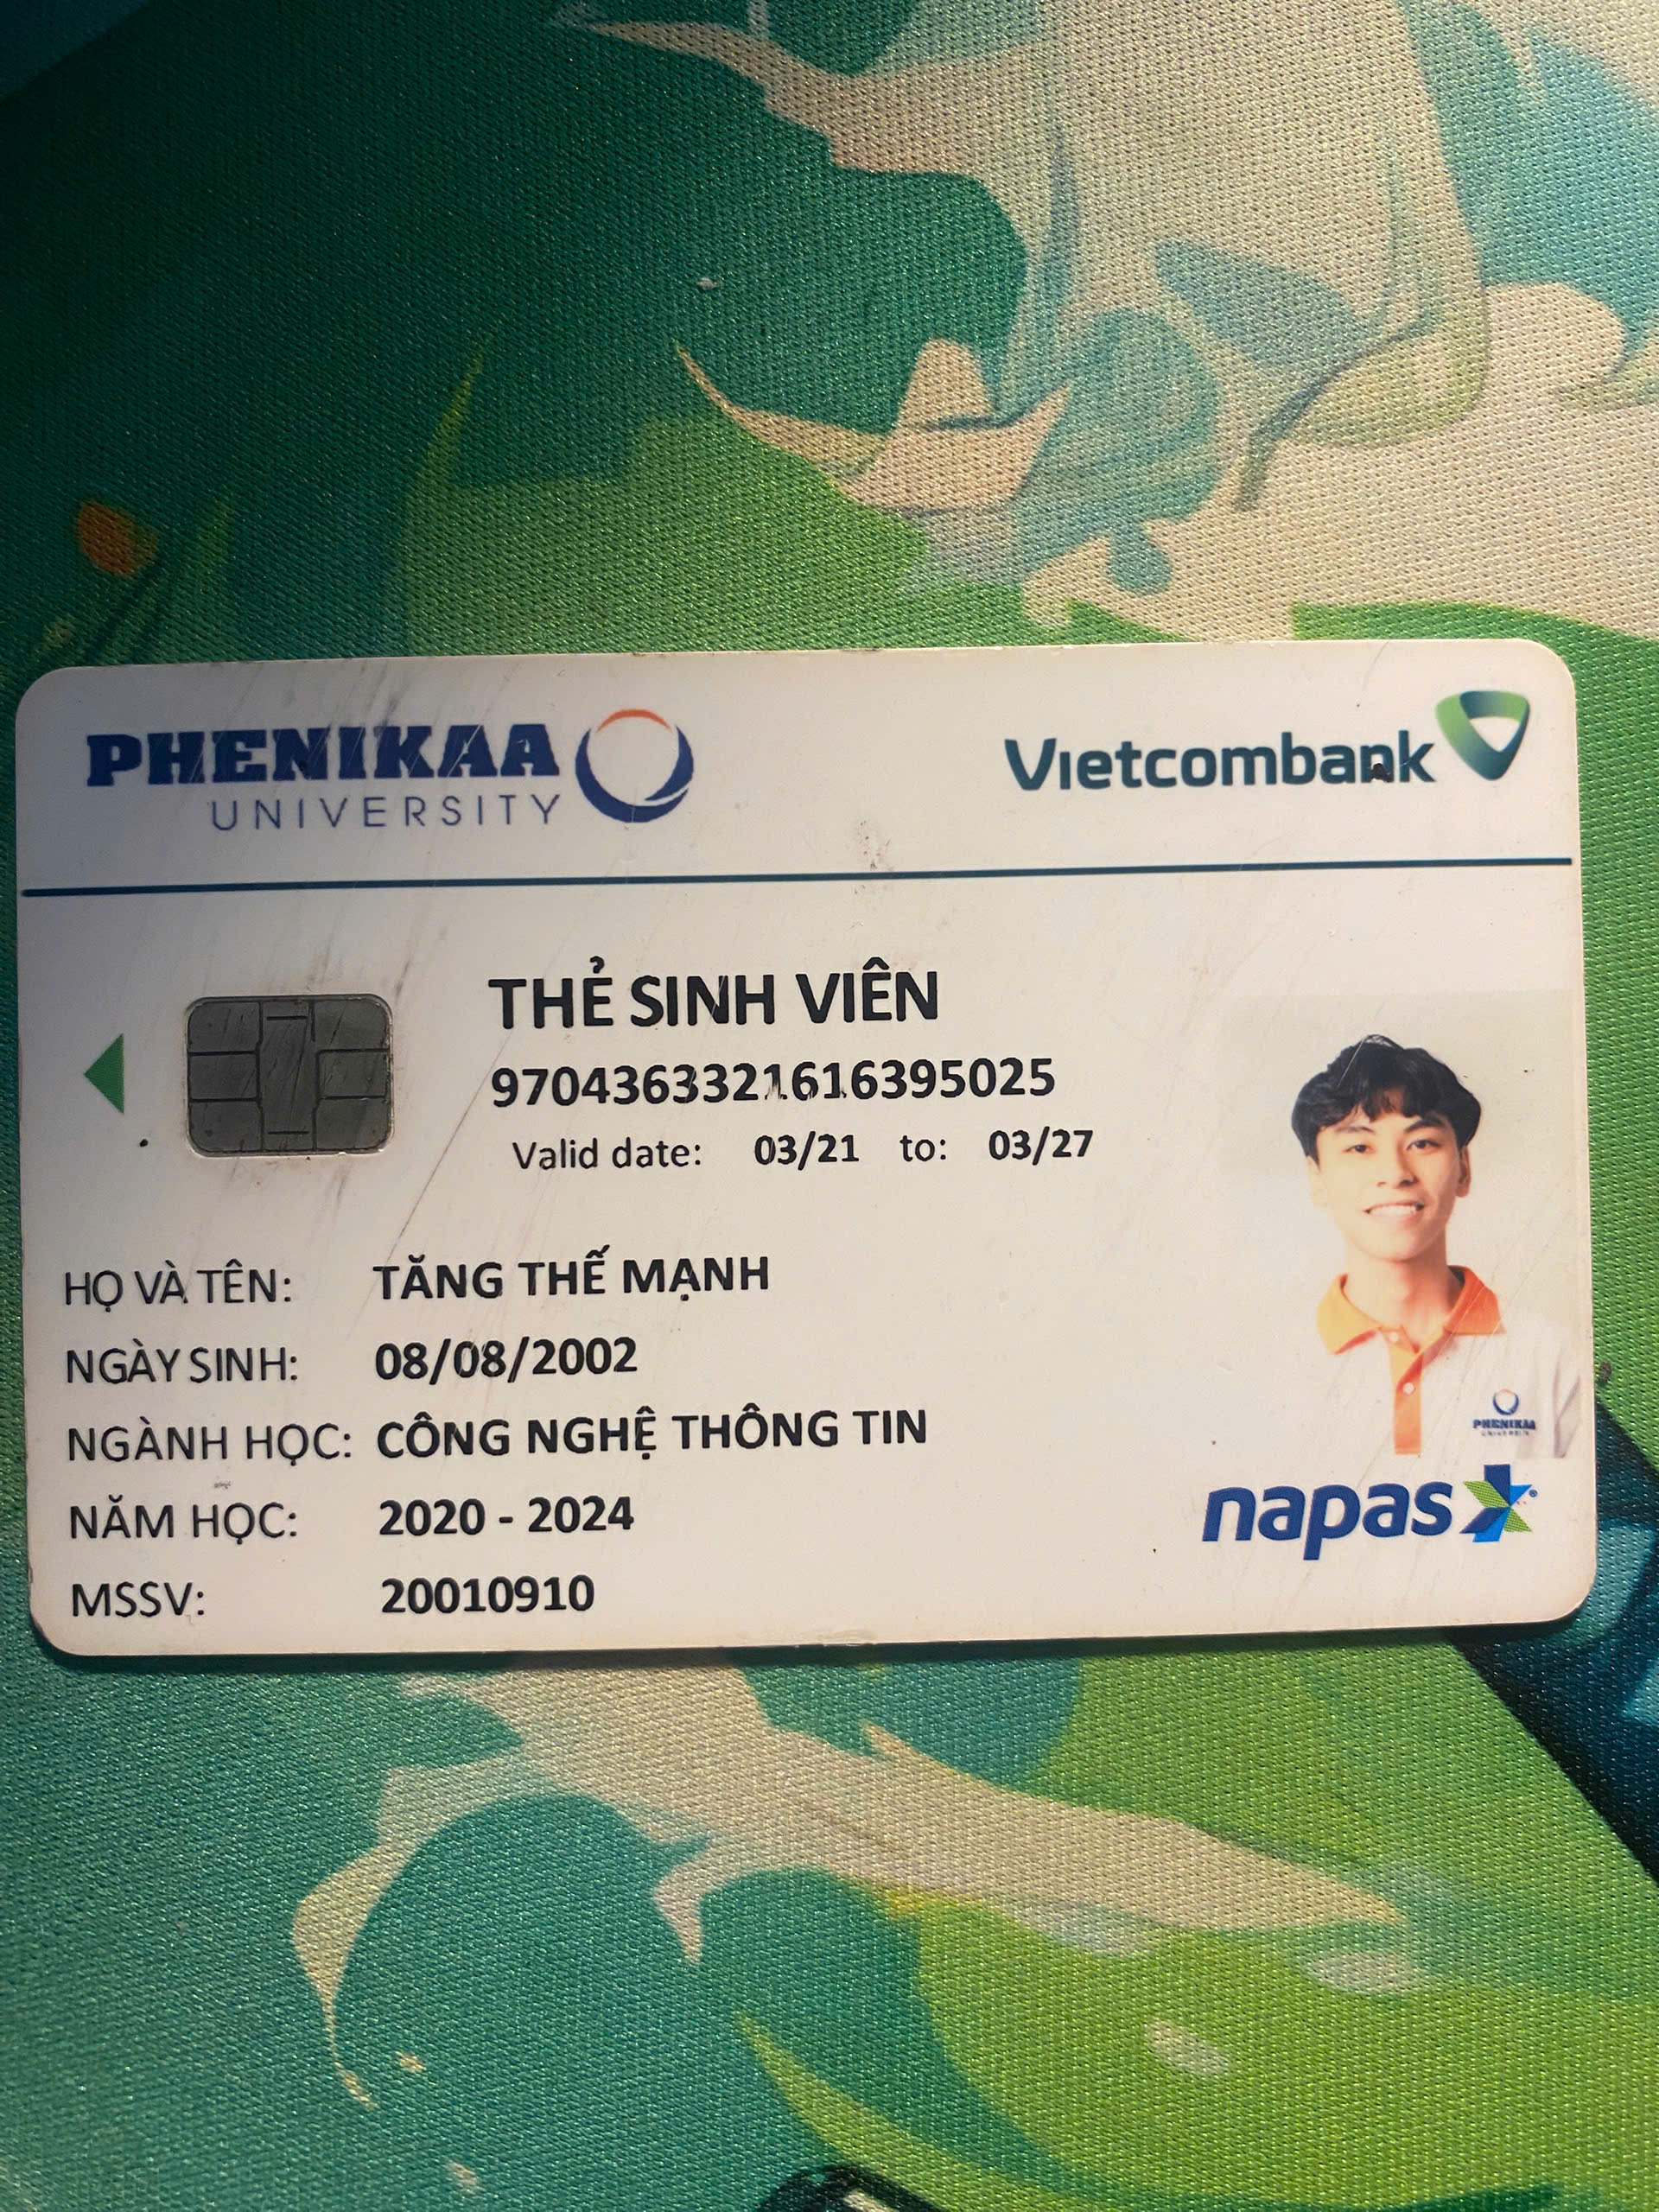 PHENIKAA
UNIVERSITY
Vietcombank
THẺ SINH VIÊN
9704363321616395025
Valid date: 03/21 to: 03/27
HỌ VÀ TÊN: TĂNG THẾ MẠNH
NGÀY SINH: 08/08/2002
NGÀNH HỌC: CÔNG NGHỆ THÔNG TIN
NĂM HỌC: 2020 - 2024
MSSV: 20010910
PHENIKAA
UNIVERSITY
napas